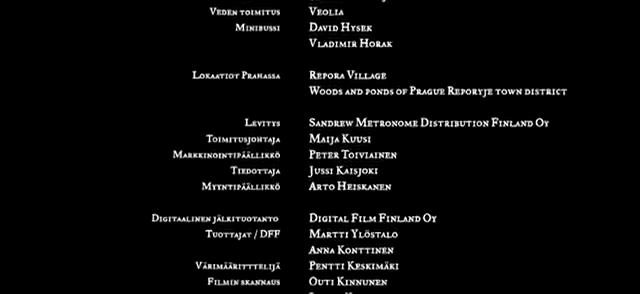 Veden toimitus Veolia
Minibussi David Hysek
Vladimir Horak
Lokaatiot Prahassa Repora Village
Woods and ponds of Prague Reporyje town district
Levitys Sandrew Metronome Distribution Finland Oy
Toimitusjohtaja Maija Kuusi
Markkinointipäällikkö Peter Toiviainen
Tiedottaja Jussi Kaisjoki
Myyntipäällikkö Arto Heiskanen
Digitaalinen jälkituotanto Digital Film Finland Oy
Tuottajat / DFF Martti Ylöstalo
Anna Konttinen
Värimäärittelijä Pentti Keskimäki
Filmin skannaus Outi Kinnunen